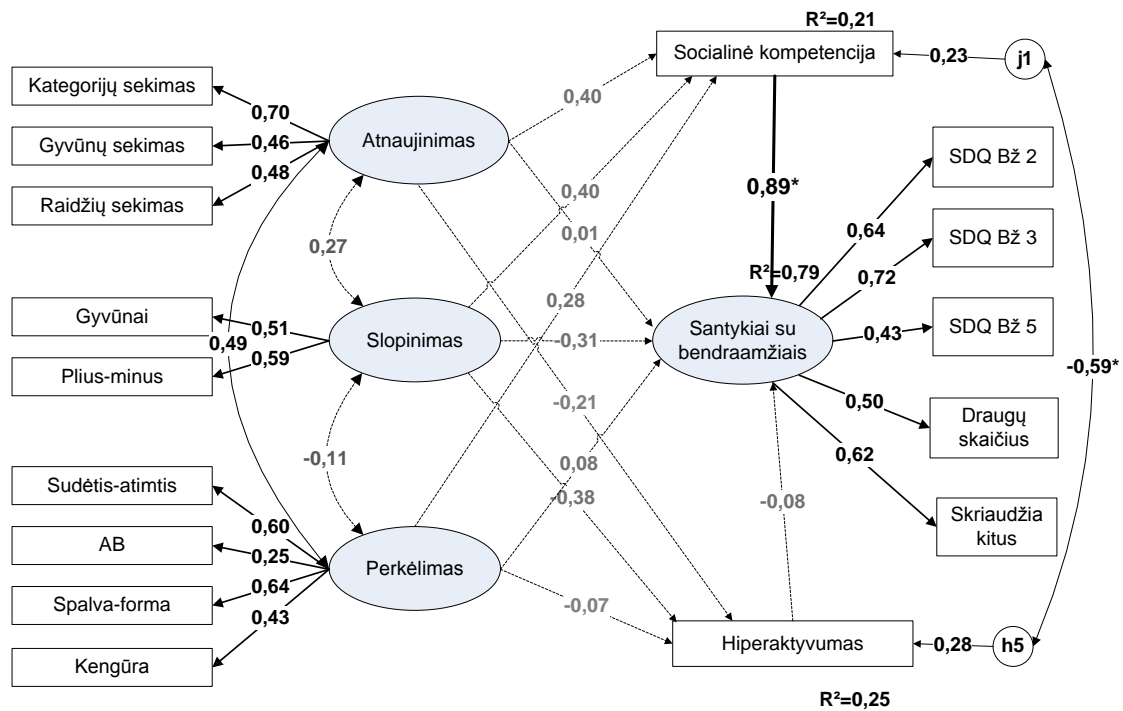 R²=0,21
Socialinė kompetencija
0,23
j1
Kategorijų sekimas
0,70
Gyvūnų sekimas
0,46
Raidžių sekimas
0,48
Atnaujinimas
0,40
0,40
0,01
0,89*
SDQ Bž 2
0,64
SDQ Bž 3
0,72
0,27
R²=0,79
Gyvūnai
0,51
Plius-minus
0,59
0,49
Slopinimas
0,28
-0,31
-0,21
Santykiai su
bendraamžiais
0,43
SDQ Bž 5
-0,59*
0,50
Draugų
skaičius
0,62
Skriaudžia
kitus
-0,11
0,08
-0,38
-0,08
Sudėtis-atimtis
0,60
AB
0,25
Spalva-forma
0,64
Kengūra
0,43
Perkėlimas
-0,07
Hiperaktyvumas
0,28
h5
R²=0,25